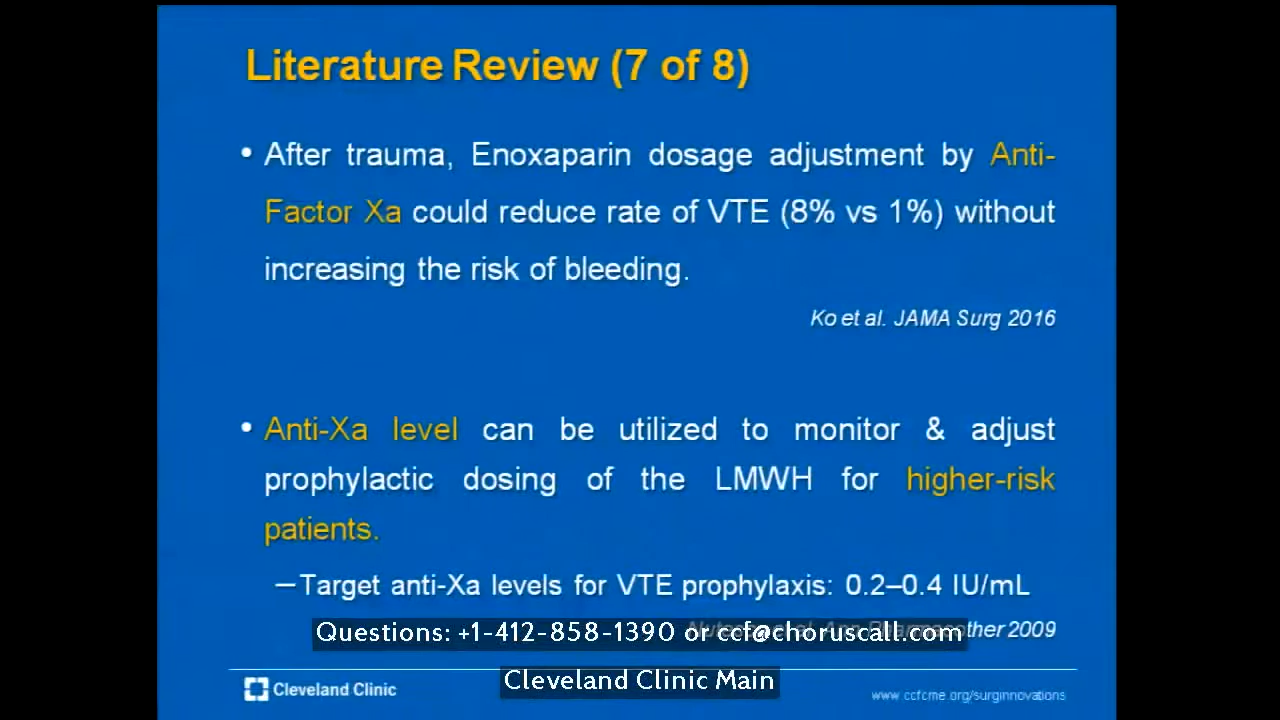 Literature Review (7 of 8)
• After trauma, Enoxaparin dosage adjustment by Anti-
Factor Xa could reduce rate of VTE (8% vs 1%) without
increasing the risk of bleeding.
Ko et al. JAMA Surg 2016
• Anti-Xa level can be utilized to monitor & adjust
prophylactic dosing of the LMWH for higher-risk
patients.
–Target anti-Xa levels for VTE prophylaxis: 0.2–0.4 IU/mL
2009
Questions: +1-412-858-1390 or ccf@choruscall.com
Cleveland Clinic Main
Cleveland Clinic
www.ccfcme.org/surginnovations